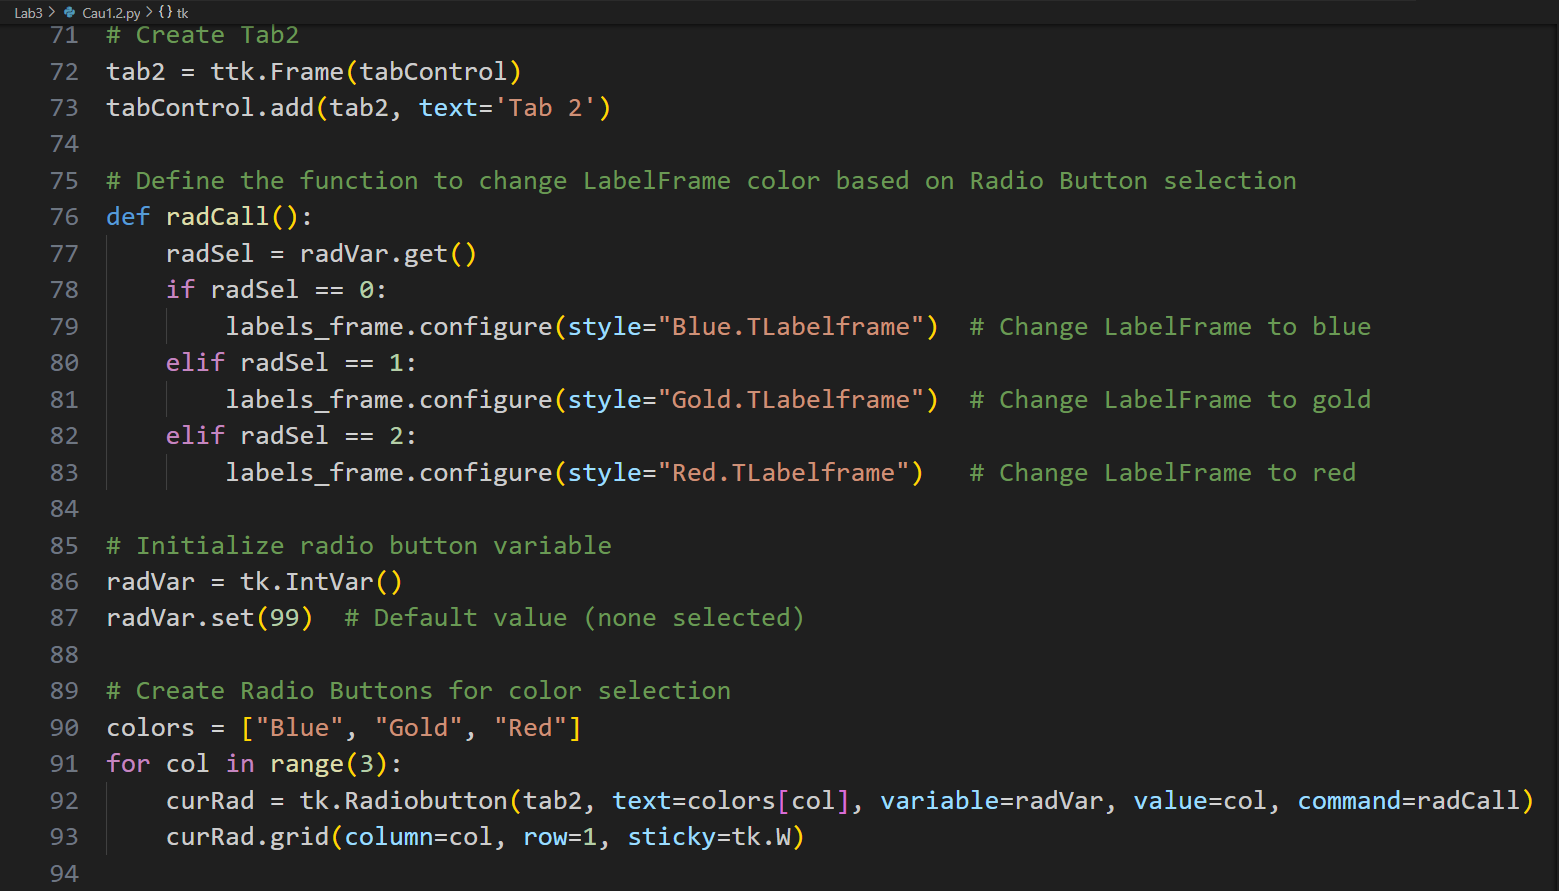 Lab3 > Cau1.2.py > {} tk
71 # Create Tab2
72 tab2 = ttk.Frame(tabControl)
73 tabControl.add(tab2, text='Tab 2')
74
75 # Define the function to change LabelFrame color based on Radio Button selection
76 def radCall():
77     radSel = radVar.get()
78     if radSel == 0:
79         labels_frame.configure(style="Blue.TLabelframe")  # Change LabelFrame to blue
80     elif radSel == 1:
81         labels_frame.configure(style="Gold.TLabelframe")  # Change LabelFrame to gold
82     elif radSel == 2:
83         labels_frame.configure(style="Red.TLabelframe")   # Change LabelFrame to red
84
85 # Initialize radio button variable
86 radVar = tk.IntVar()
87 radVar.set(99)  # Default value (none selected)
88
89 # Create Radio Buttons for color selection
90 colors = ["Blue", "Gold", "Red"]
91 for col in range(3):
92     curRad = tk.Radiobutton(tab2, text=colors[col], variable=radVar, value=col, command=radCall)
93     curRad.grid(column=col, row=1, sticky=tk.W)
94